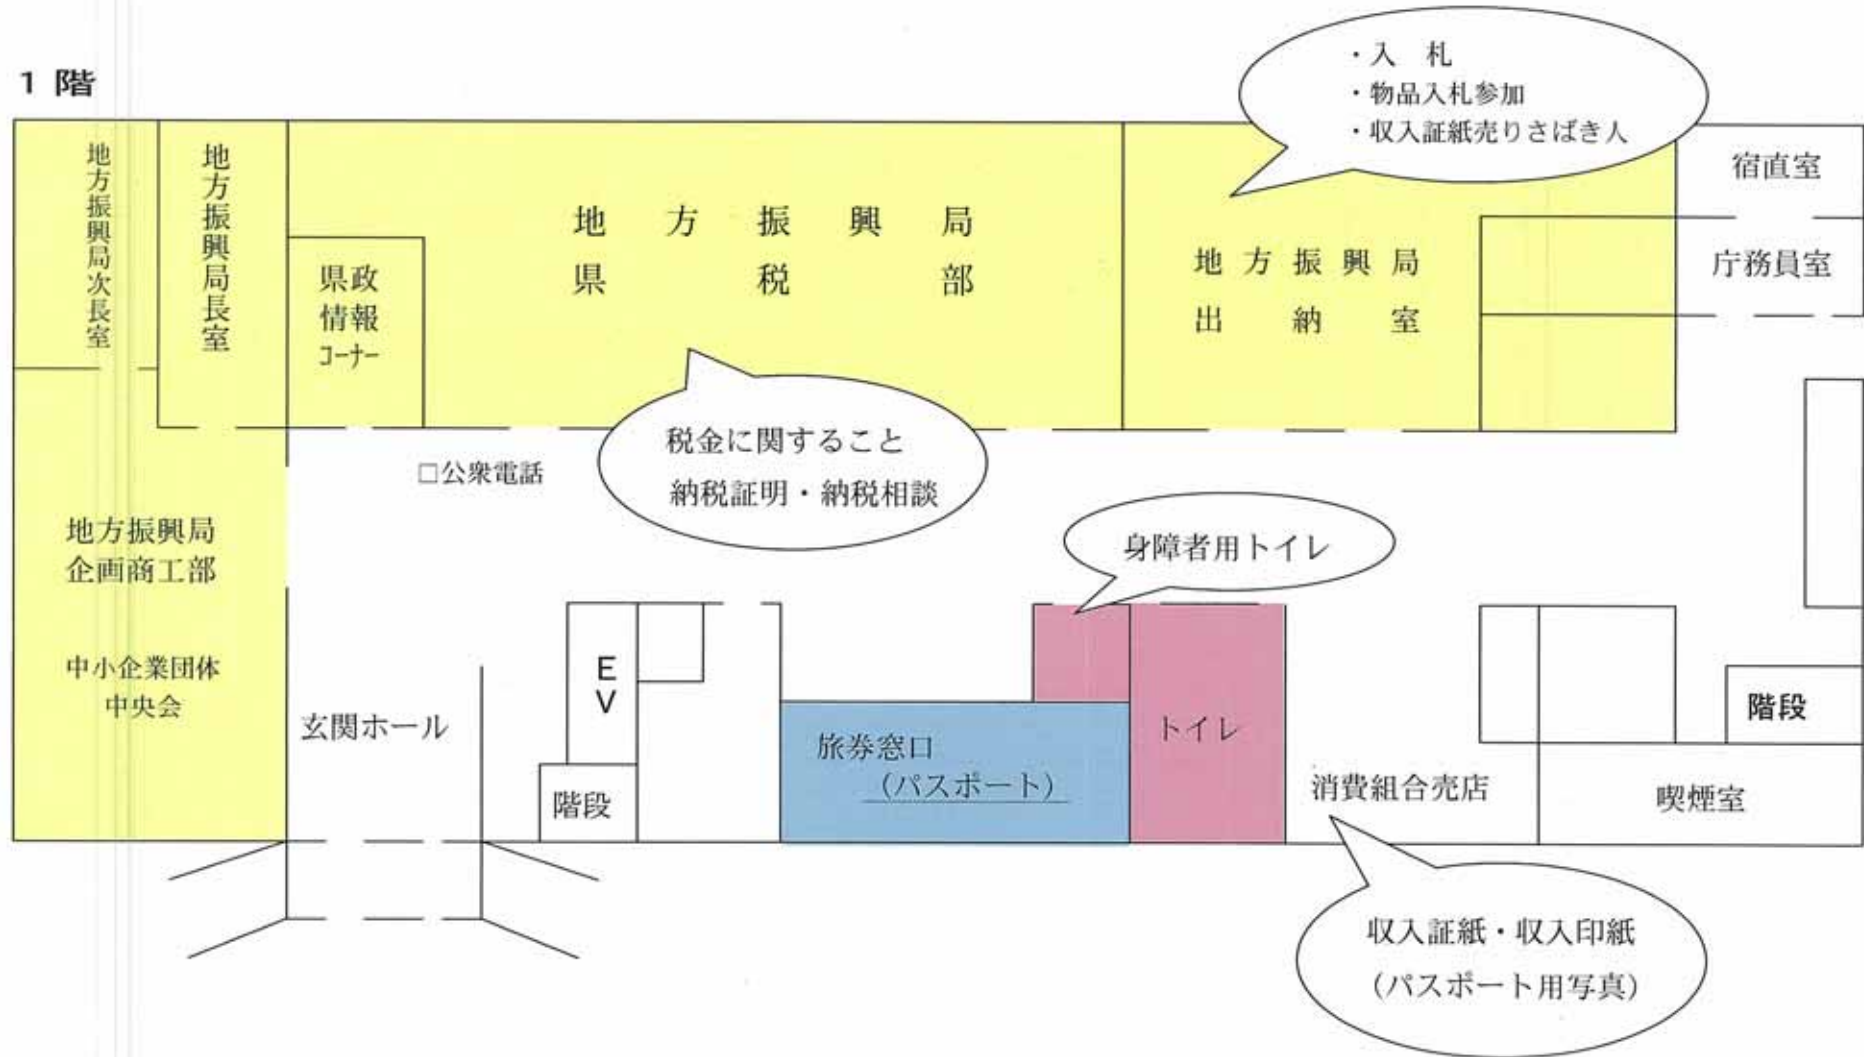 1 階
・入 札
・物品入札参加
・収入証紙売りさばき人
地方振興局次長室
地方振興局長室
県政
情報
コーナー
地 方 振 興 局
県 税 部
地 方 振 興 局
出 納 室
宿直室
庁務員室
税金に関すること
納税証明・納税相談
□公衆電話
身障者用トイレ
地方振興局
企画商工部
中小企業団体
中央会
玄関ホール
EV
階段
旅券窓口
（パスポート）
トイレ
消費組合売店
階段
喫煙室
収入証紙・収入印紙
（パスポート用写真）